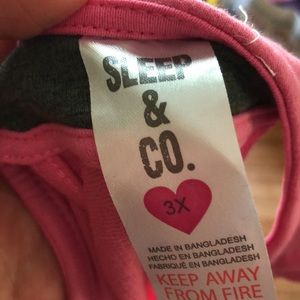 SLEEP
&
CO.
3X
MADE IN BANGLADESH
HECHO EN BANGLADESH
FABRIQUÉ EN BANGLADESH
KEEP AWAY
FROM FIRE